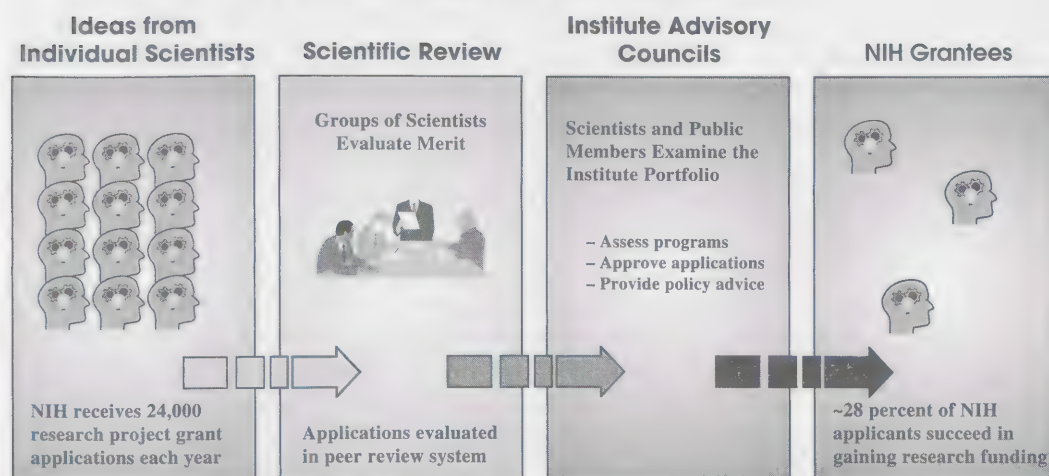 Ideas from
Individual Scientists
NIH receives 24,000
research project grant
applications each year
Scientific Review
Groups of Scientists
Evaluate Merit
Applications evaluated
in peer review system
Institute Advisory
Councils
Scientists and Public
Members Examine the
Institute Portfolio
– Assess programs
– Approve applications
– Provide policy advice
NIH Grantees
~28 percent of NIH
applicants succeed in
gaining research funding